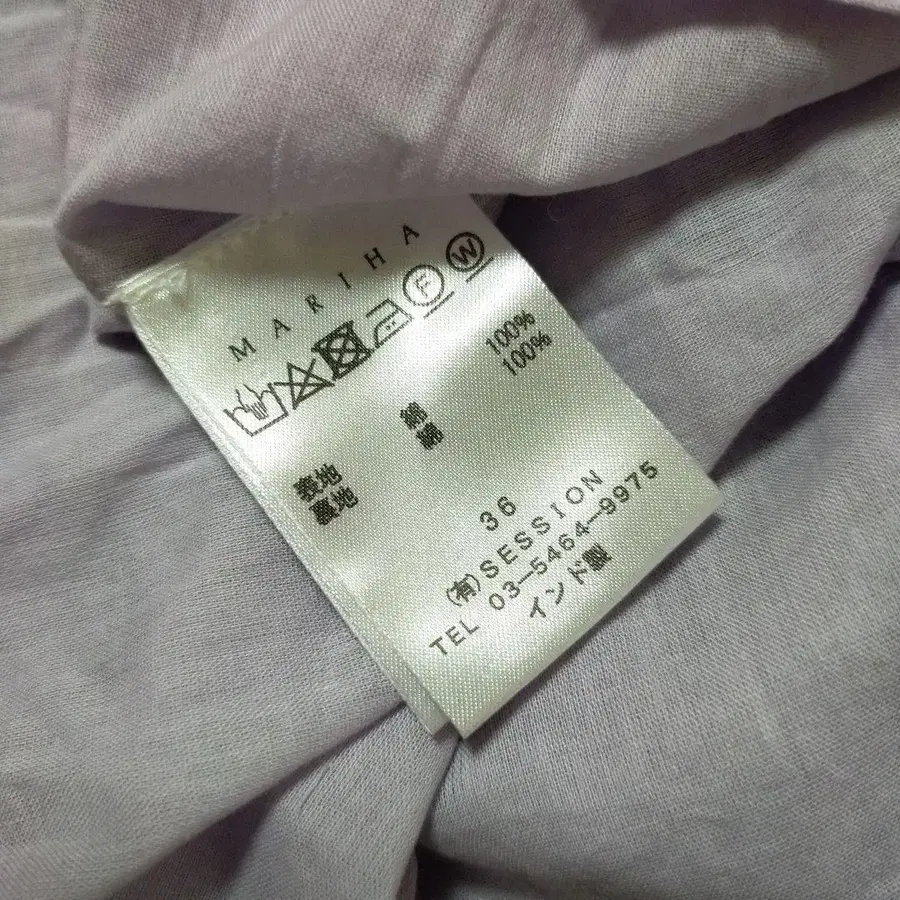 MARIHA
F W
表地 綿 100%
裏地 綿 100%
36
(有)SESSION
TEL 03—5464—9975
インド製